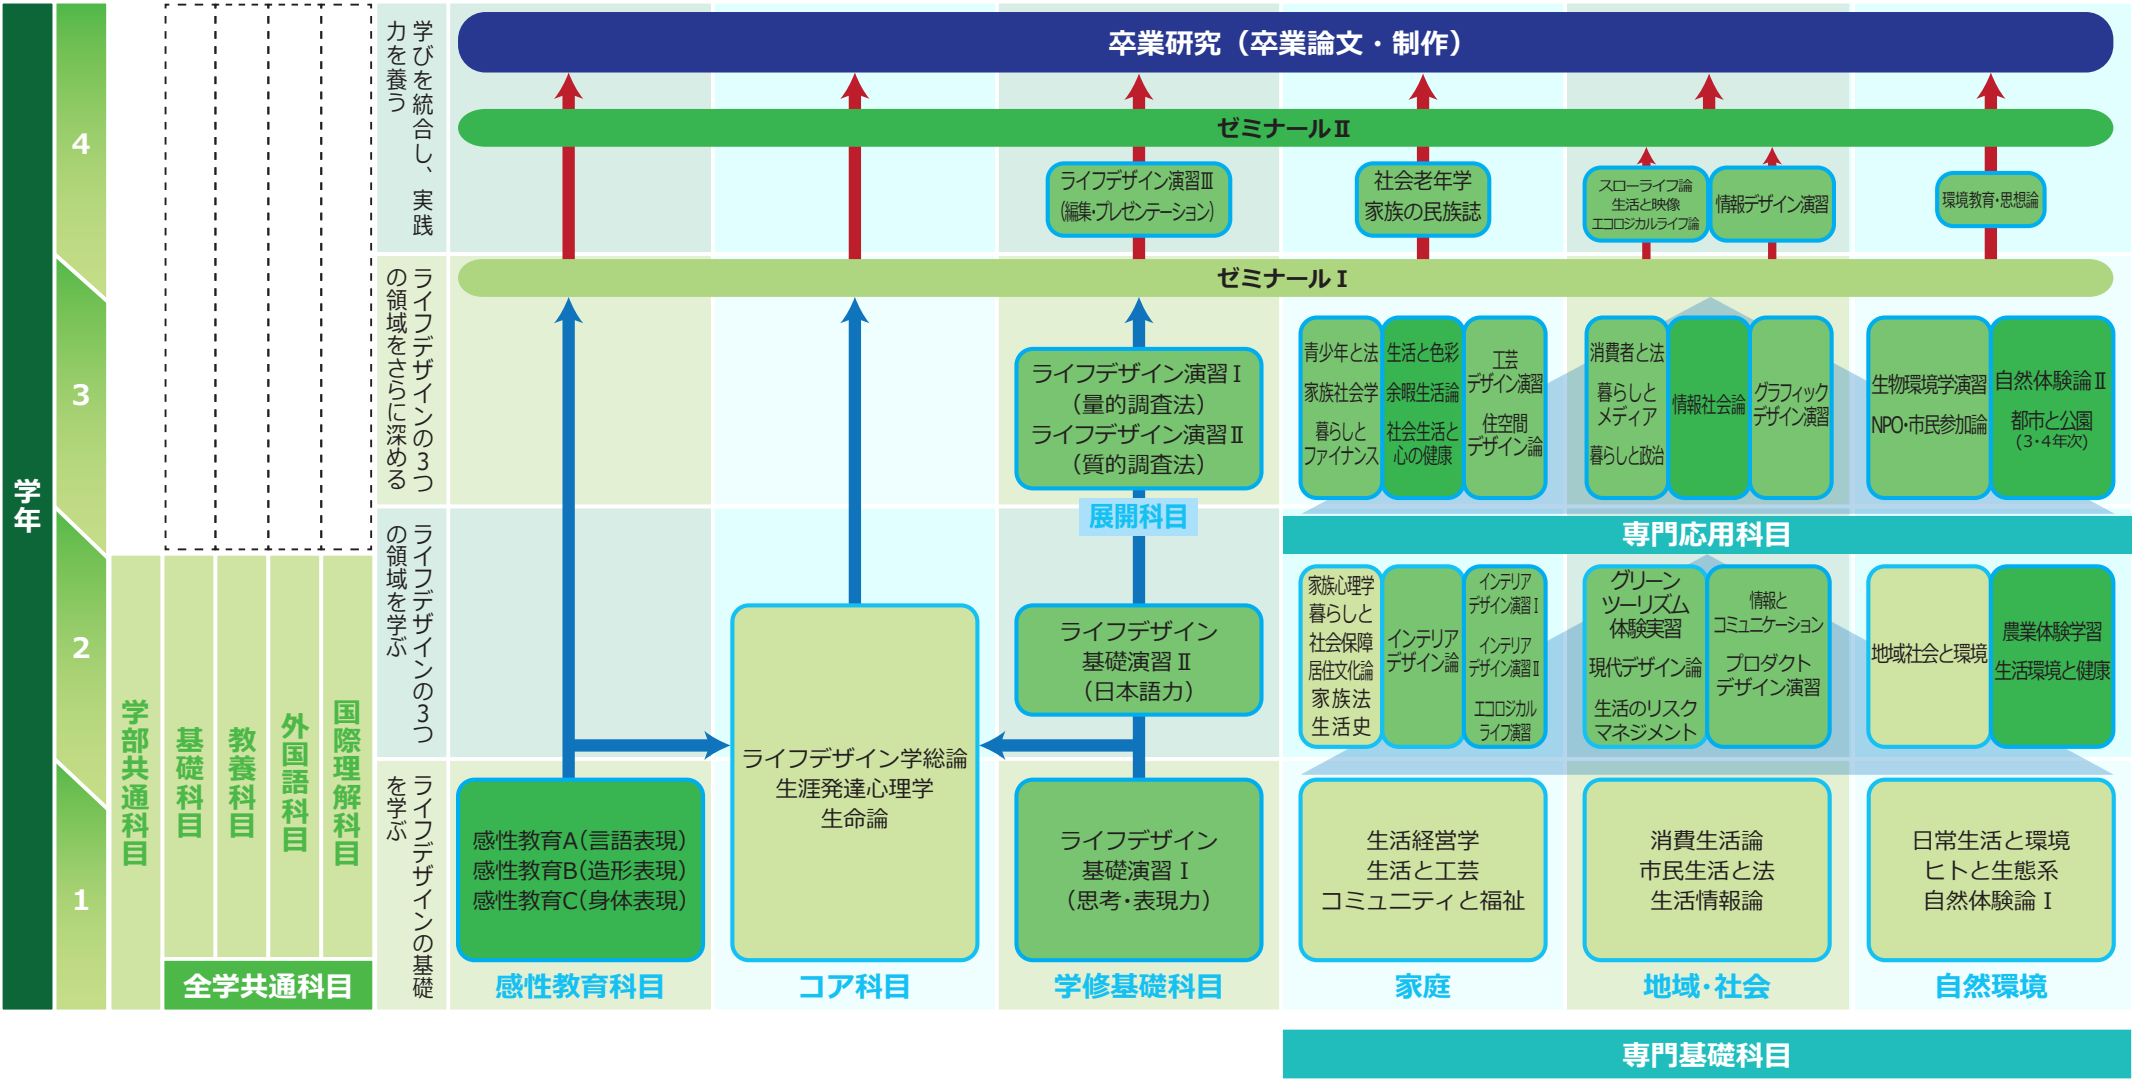 学年
4
3
2
1
学部共通科目
基礎科目
教養科目
外国語科目
国際理解科目
全学共通科目
学びを統合し、実践
力を養う
ライフデザインの3つ
の領域をさらに深める
ライフデザインの3つ
の領域を学ぶ
ライフデザインの基礎
を学ぶ
卒業研究（卒業論文・制作）
ゼミナールⅡ
ライフデザイン演習Ⅲ
（編集・プレゼンテーション）
社会老年学
家族の民族誌
スローライフ論
生活と映像
エコロジカルライフ論
情報デザイン演習
環境教育・思想論
ゼミナールⅠ
ライフデザイン演習Ⅰ
（量的調査法）
ライフデザイン演習Ⅱ
（質的調査法）
展開科目
青少年と法
家族社会学
暮らしと
ファイナンス
生活と色彩
余暇生活論
社会生活と
心の健康
工芸
デザイン演習
住空間
デザイン論
消費者と法
暮らしと
メディア
暮らしと政治
情報社会論
グラフィック
デザイン演習
生物環境学演習
NPO・市民参加論
自然体験論Ⅱ
都市と公園
（3・4年次）
専門応用科目
ライフデザイン
基礎演習Ⅱ
（日本語力）
家族心理学
暮らしと
社会保障
居住文化論
家族法
生活史
インテリア
デザイン論
インテリア
デザイン演習Ⅰ
インテリア
デザイン演習Ⅱ
エコロジカル
ライフ演習
グリーン
ツーリズム
体験実習
現代デザイン論
生活のリスク
マネジメント
情報と
コミュニケーション
プロダクト
デザイン演習
地域社会と環境
農業体験学習
生活環境と健康
感性教育A（言語表現）
感性教育B（造形表現）
感性教育C（身体表現）
ライフデザイン学総論
生涯発達心理学
生命論
ライフデザイン
基礎演習Ⅰ
（思考・表現力）
生活経営学
生活と工芸
コミュニティと福祉
消費生活論
市民生活と法
生活情報論
日常生活と環境
ヒトと生態系
自然体験論Ⅰ
感性教育科目
コア科目
学修基礎科目
家庭
地域・社会
自然環境
専門基礎科目